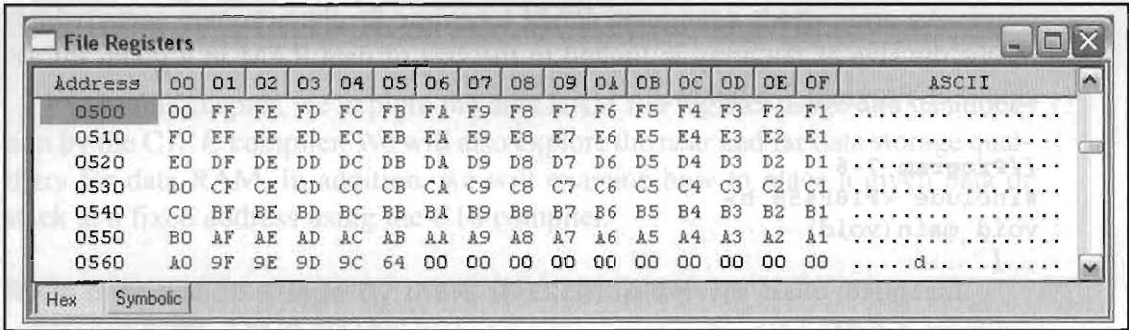 File Registers
Address 00 01 02 03 04 05 06 07 08 09 0A 0B 0C 0D 0E 0F ASCII
0500 00 FF FE FD FC FB FA F9 F8 F7 F6 F5 F4 F3 F2 F1 ........ ........
0510 F0 EF EE ED EC EB EA E9 E8 E7 E6 E5 E4 E3 E2 E1 ........ ........
0520 E0 DF DE DD DC DB DA D9 D8 D7 D6 D5 D4 D3 D2 D1 ........ ........
0530 D0 CF CE CD CC CB CA C9 C8 C7 C6 C5 C4 C3 C2 C1 ........ ........
0540 C0 BF BE BD BC BB BA B9 B8 B7 B6 B5 B4 B3 B2 B1 ........ ........
0550 B0 AF AE AD AC AB AA A9 A8 A7 A6 A5 A4 A3 A2 A1 ........ ........
0560 A0 9F 9E 9D 9C 64 00 00 00 00 00 00 00 00 00 00 .....d.. ........
Hex Symbolic